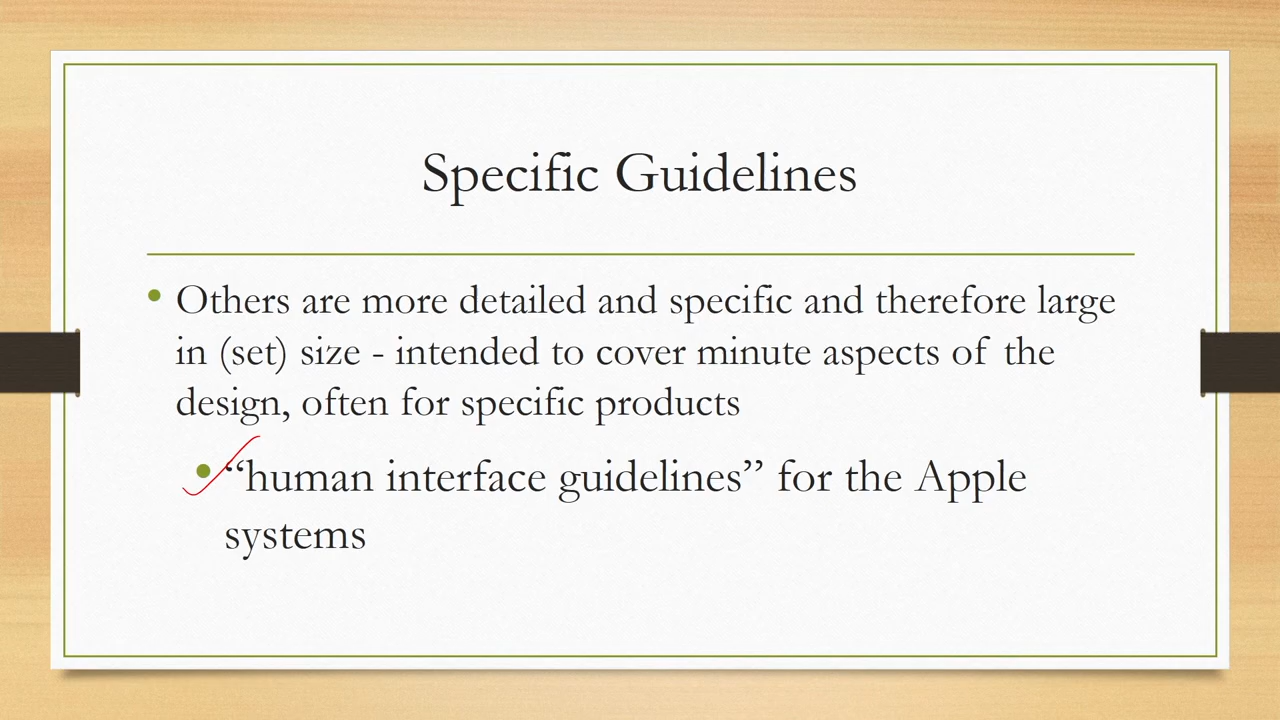 Specific Guidelines
• Others are more detailed and specific and therefore large
in (set) size - intended to cover minute aspects of the
design, often for specific products
• “human interface guidelines” for the Apple
systems